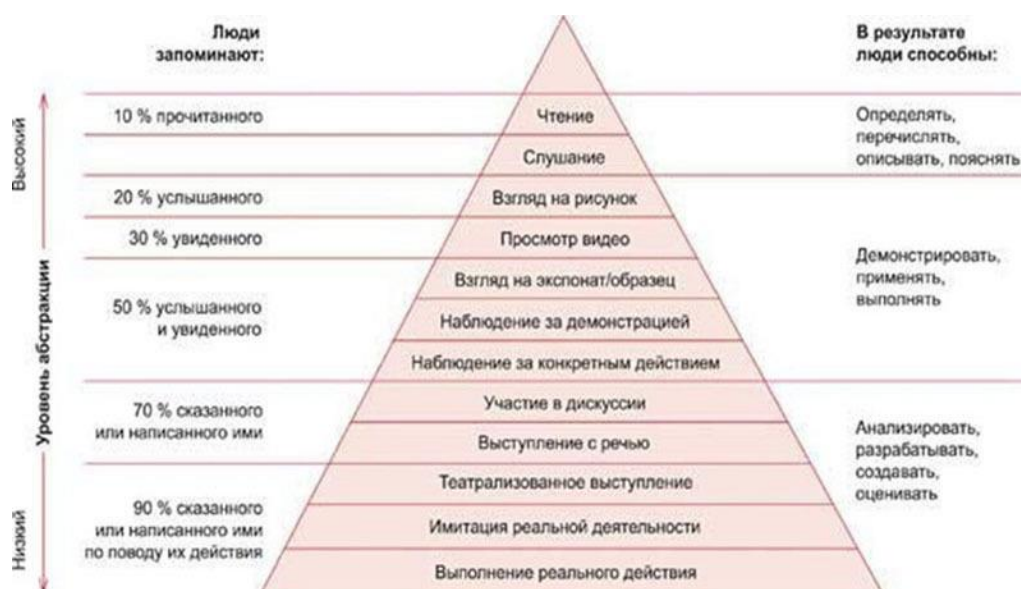 Люди
запоминают:
В результате
люди способны:
Высокий
Уровень абстракции
Низкий
10 % прочитанного
Чтение
Определять,
перечислять,
описывать, пояснять
Слушание
20 % услышанного
Взгляд на рисунок
30 % увиденного
Просмотр видео
Демонстрировать,
применять,
выполнять
50 % услышанного
и увиденного
Взгляд на экспонат/образец
Наблюдение за демонстрацией
Наблюдение за конкретным действием
70 % сказанного
или написанного ими
Участие в дискуссии
Выступление с речью
Анализировать,
разрабатывать,
создавать,
оценивать
90 % сказанного
или написанного ими
по поводу их действия
Театрализованное выступление
Имитация реальной деятельности
Выполнение реального действия